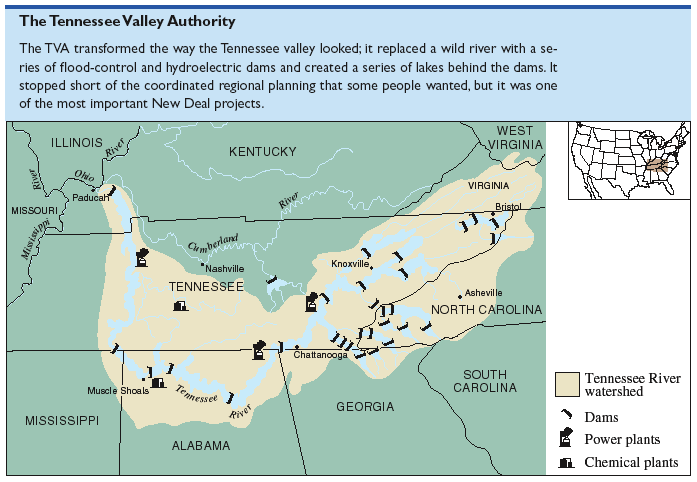 The Tennessee Valley Authority
The TVA transformed the way the Tennessee valley looked; it replaced a wild river with a se-
ries of flood-control and hydroelectric dams and created a series of lakes behind the dams. It
stopped short of the coordinated regional planning that some people wanted, but it was one
of the most important New Deal projects.
ILLINOIS
River
Ohio
River
Paducah
MISSOURI
Mississippi
KENTUCKY
WEST
VIRGINIA
VIRGINIA
Bristol
River
Cumberland
Nashville
TENNESSEE
Knoxville
Asheville
NORTH CAROLINA
Chattanooga
Muscle Shoals
Tennessee
River
SOUTH
CAROLINA
GEORGIA
MISSISSIPPI
ALABAMA
Tennessee River
watershed
Dams
Power plants
Chemical plants